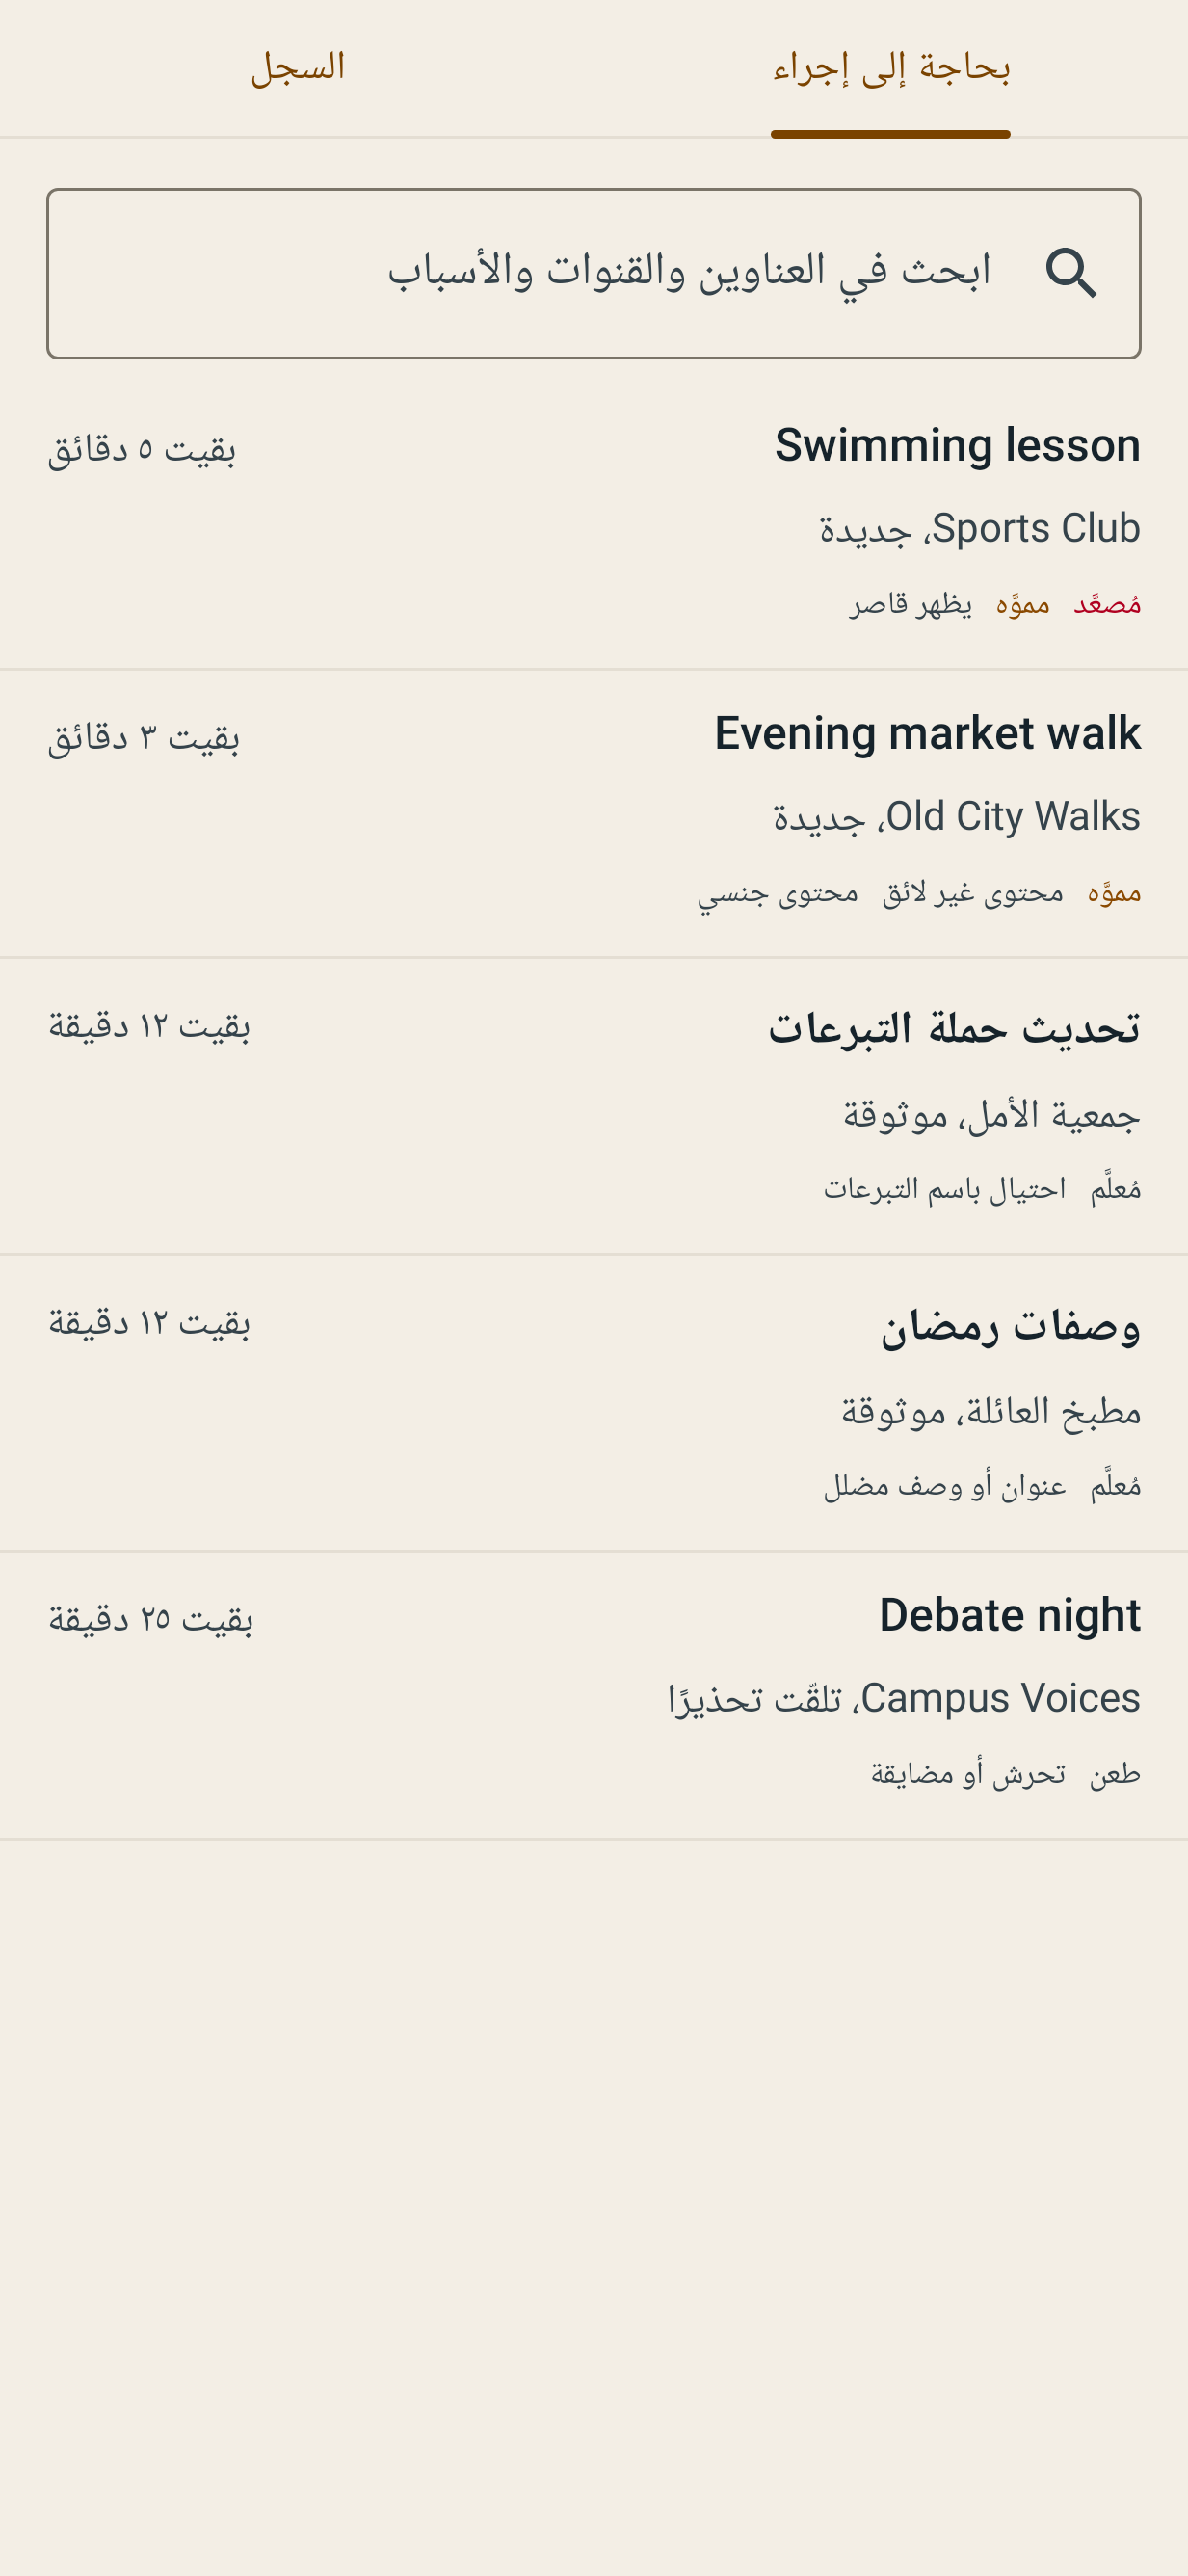 بحاجة إلى إجراء
السجل
ابحث في العناوين والقنوات والأسباب
Swimming lesson
بقيت ٥ دقائق
Sports Club، جديدة
مُصعَّد مموَّه يظهر قاصر
Evening market walk
بقيت ٣ دقائق
Old City Walks، جديدة
مموَّه محتوى غير لائق محتوى جنسي
تحديث حملة التبرعات
بقيت ١٢ دقيقة
جمعية الأمل، موثوقة
مُعلَّم احتيال باسم التبرعات
وصفات رمضان
بقيت ١٢ دقيقة
مطبخ العائلة، موثوقة
مُعلَّم عنوان أو وصف مضلل
Debate night
بقيت ٢٥ دقيقة
Campus Voices، تلقّت تحذيرًا
طعن تحرش أو مضايقة